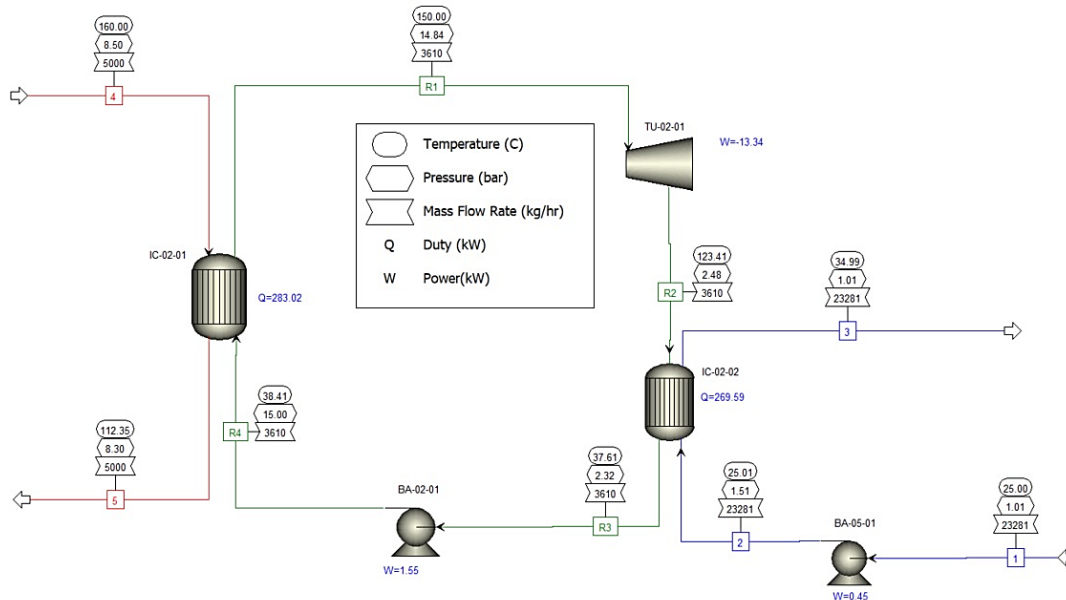 160.00
8.50
5000
4
150.00
14.84
3610
R1
TU-02-01
W=-13.34
Temperature (C)
Pressure (bar)
Mass Flow Rate (kg/hr)
Q Duty (kW)
W Power(kW)
IC-02-01
Q=283.02
123.41
2.48
3610
R2
34.99
1.01
23281
3
IC-02-02
Q=269.59
38.41
15.00
3610
R4
112.35
8.30
5000
5
37.61
2.32
3610
R3
BA-02-01
W=1.55
25.01
1.51
23281
2
BA-05-01
W=0.45
25.00
1.01
23281
1